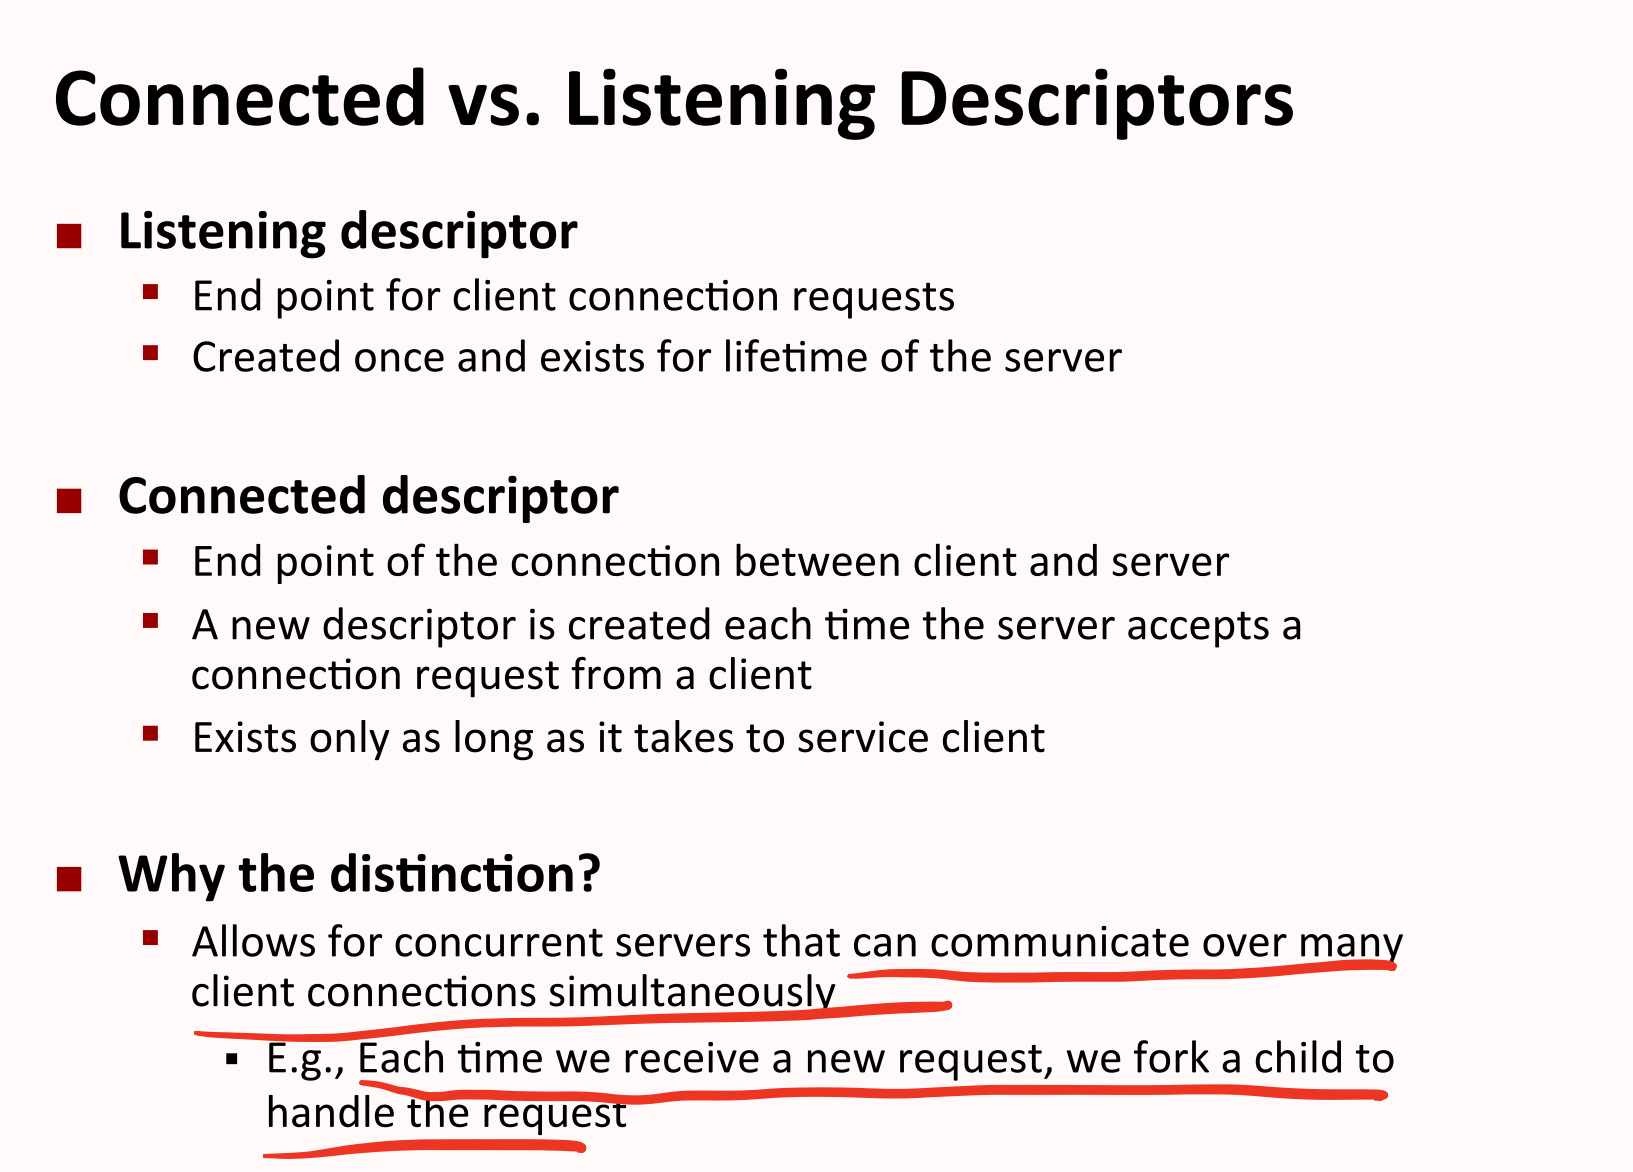 Connected vs. Listening Descriptors
Listening descriptor
End point for client connection requests
Created once and exists for lifetime of the server
Connected descriptor
End point of the connection between client and server
A new descriptor is created each time the server accepts a
connection request from a client
Exists only as long as it takes to service client
Why the distinction?
Allows for concurrent servers that can communicate over many
client connections simultaneously
E.g., Each time we receive a new request, we fork a child to
handle the request